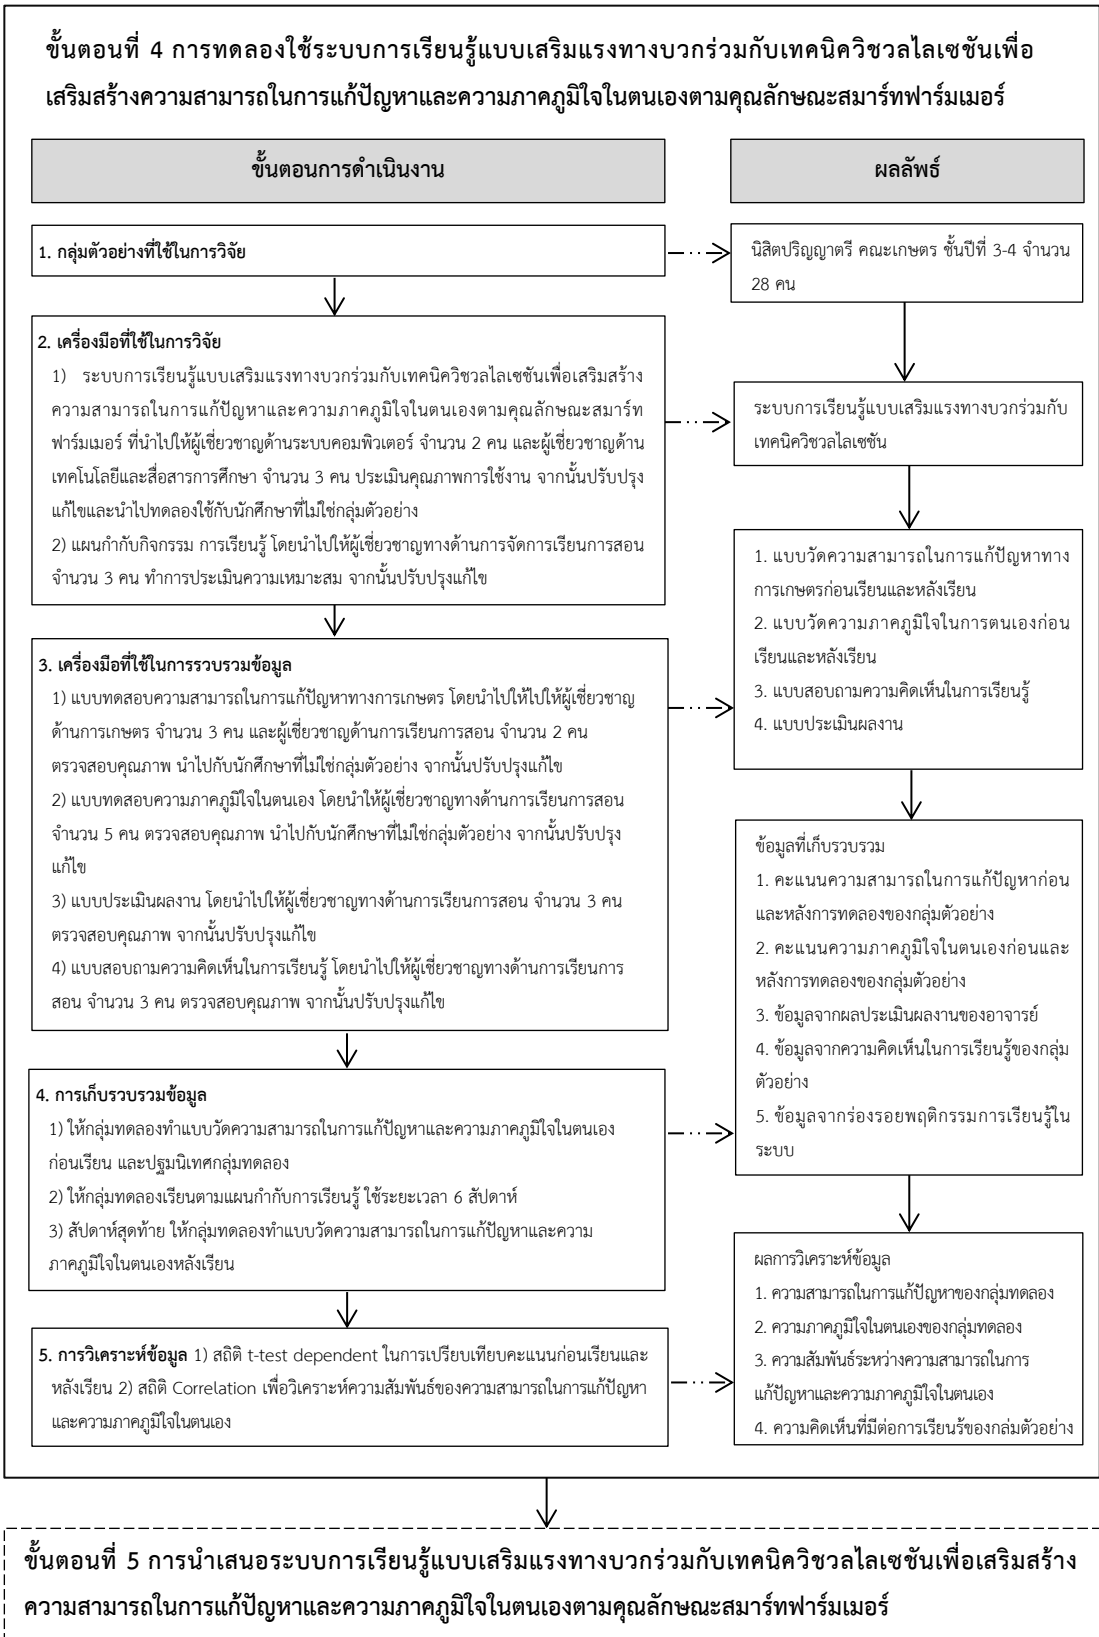 ขั้นตอนที่ 4 การทดลองใช้ระบบการเรียนรู้แบบเสริมแรงทางบวกร่วมกับเทคนิควิชวลไลเซชันเพื่อ
เสริมสร้างความสามารถในการแก้ปัญหาและความภาคภูมิใจในตนเองตามคุณลักษณะสมาร์ทฟาร์มเมอร์
ขั้นตอนการดำเนินงาน
ผลลัพธ์
1. กลุ่มตัวอย่างที่ใช้ในการวิจัย
นิสิตปริญญาตรี คณะเกษตร ชั้นปีที่ 3-4 จำนวน
28 คน
2. เครื่องมือที่ใช้ในการวิจัย
1) ระบบการเรียนรู้แบบเสริมแรงทางบวกร่วมกับเทคนิควิชวลไลเซชันเพื่อเสริมสร้าง
ความสามารถในการแก้ปัญหาและความภาคภูมิใจในตนเองตามคุณลักษณะสมาร์ท
ฟาร์มเมอร์ ที่นำไปให้ผู้เชี่ยวชาญด้านระบบคอมพิวเตอร์ จำนวน 2 คน และผู้เชี่ยวชาญด้าน
เทคโนโลยีและสื่อสารการศึกษา จำนวน 3 คน ประเมินคุณภาพการใช้งาน จากนั้นปรับปรุง
แก้ไขและนำไปทดลองใช้กับนักศึกษาที่ไม่ใช่กลุ่มตัวอย่าง
2) แผนกำกับกิจกรรม การเรียนรู้ โดยนำไปให้ผู้เชี่ยวชาญทางด้านการจัดการเรียนการสอน
จำนวน 3 คน ทำการประเมินความเหมาะสม จากนั้นปรับปรุงแก้ไข
ระบบการเรียนรู้แบบเสริมแรงทางบวกร่วมกับ
เทคนิควิชวลไลเซชัน
3. เครื่องมือที่ใช้ในการรวบรวมข้อมูล
1) แบบทดสอบความสามารถในการแก้ปัญหาทางการเกษตร โดยนำไปให้ไปให้ผู้เชี่ยวชาญ
ด้านการเกษตร จำนวน 3 คน และผู้เชี่ยวชาญด้านการเรียนการสอน จำนวน 2 คน
ตรวจสอบคุณภาพ นำไปกับนักศึกษาที่ไม่ใช่กลุ่มตัวอย่าง จากนั้นปรับปรุงแก้ไข
2) แบบทดสอบความภาคภูมิใจในตนเอง โดยนำให้ผู้เชี่ยวชาญทางด้านการเรียนการสอน
จำนวน 5 คน ตรวจสอบคุณภาพ นำไปกับนักศึกษาที่ไม่ใช่กลุ่มตัวอย่าง จากนั้นปรับปรุง
แก้ไข
3) แบบประเมินผลงาน โดยนำไปให้ผู้เชี่ยวชาญทางด้านการเรียนการสอน จำนวน 3 คน
ตรวจสอบคุณภาพ จากนั้นปรับปรุงแก้ไข
4) แบบสอบถามความคิดเห็นในการเรียนรู้ โดยนำไปให้ผู้เชี่ยวชาญทางด้านการเรียนการ
สอน จำนวน 3 คน ตรวจสอบคุณภาพ จากนั้นปรับปรุงแก้ไข
1. แบบวัดความสามารถในการแก้ปัญหาทาง
การเกษตรก่อนเรียนและหลังเรียน
2. แบบวัดความภาคภูมิใจในการตนเองก่อน
เรียนและหลังเรียน
3. แบบสอบถามความคิดเห็นในการเรียนรู้
4. แบบประเมินผลงาน
4. การเก็บรวบรวมข้อมูล
1) ให้กลุ่มทดลองทำแบบวัดความสามารถในการแก้ปัญหาและความภาคภูมิใจในตนเอง
ก่อนเรียน และปฐมนิเทศกลุ่มทดลอง
2) ให้กลุ่มทดลองเรียนตามแผนกำกับการเรียนรู้ ใช้ระยะเวลา 6 สัปดาห์
3) สัปดาห์สุดท้าย ให้กลุ่มทดลองทำแบบวัดความสามารถในการแก้ปัญหาและความ
ภาคภูมิใจในตนเองหลังเรียน
ข้อมูลที่เก็บรวบรวม
1. คะแนนความสามารถในการแก้ปัญหาก่อน
และหลังการทดลองของกลุ่มตัวอย่าง
2. คะแนนความภาคภูมิใจในตนเองก่อนและ
หลังการทดลองของกลุ่มตัวอย่าง
3. ข้อมูลจากผลประเมินผลงานของอาจารย์
4. ข้อมูลจากความคิดเห็นในการเรียนรู้ของกลุ่ม
ตัวอย่าง
5. ข้อมูลจากร่องรอยพฤติกรรมการเรียนรู้ใน
ระบบ
5. การวิเคราะห์ข้อมูล 1) สถิติ t-test dependent ในการเปรียบเทียบคะแนนก่อนเรียนและ
หลังเรียน 2) สถิติ Correlation เพื่อวิเคราะห์ความสัมพันธ์ของความสามารถในการแก้ปัญหา
และความภาคภูมิใจในตนเอง
ผลการวิเคราะห์ข้อมูล
1. ความสามารถในการแก้ปัญหาของกลุ่มทดลอง
2. ความภาคภูมิใจในตนเองของกลุ่มทดลอง
3. ความสัมพันธ์ระหว่างความสามารถในการ
แก้ปัญหาและความภาคภูมิใจในตนเอง
4. ความคิดเห็นที่มีต่อการเรียนรู้ของกลุ่มตัวอย่าง
ขั้นตอนที่ 5 การนำเสนอระบบการเรียนรู้แบบเสริมแรงทางบวกร่วมกับเทคนิควิชวลไลเซชันเพื่อเสริมสร้าง
ความสามารถในการแก้ปัญหาและความภาคภูมิใจในตนเองตามคุณลักษณะสมาร์ทฟาร์มเมอร์